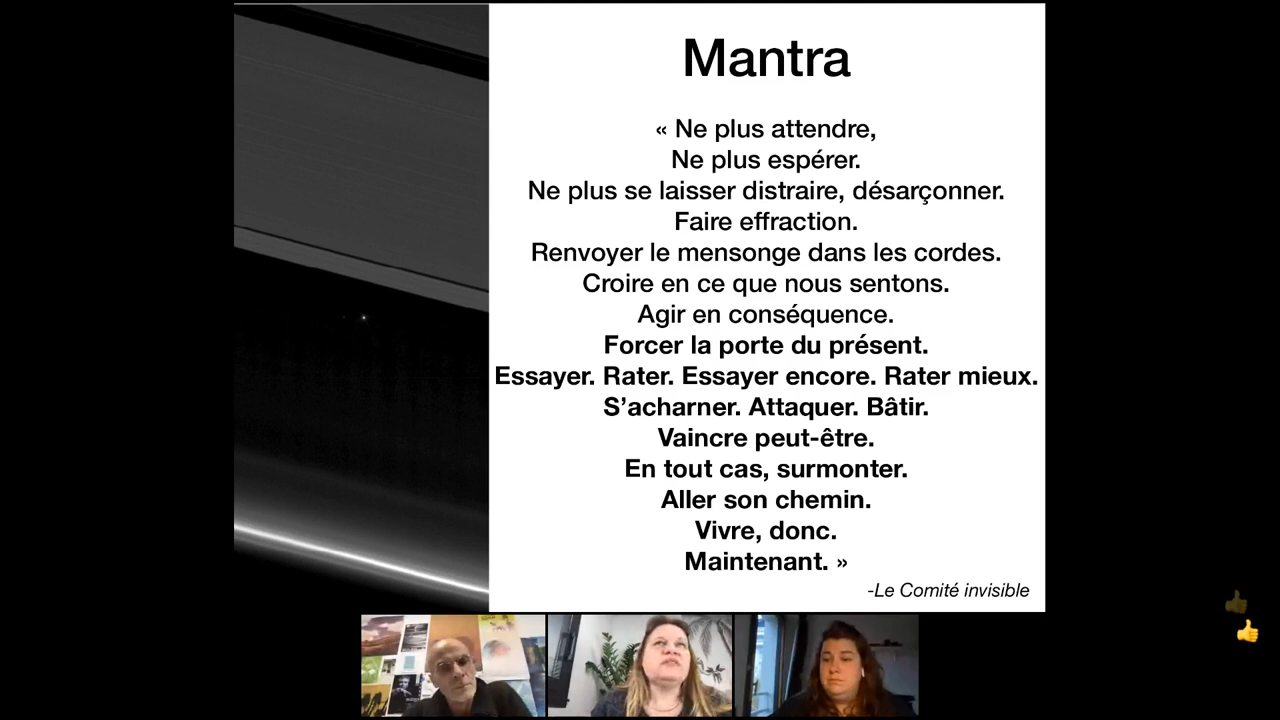 Mantra
« Ne plus attendre,
Ne plus espérer.
Ne plus se laisser distraire, désarçonner.
Faire effraction.
Renvoyer le mensonge dans les cordes.
Croire en ce que nous sentons.
Agir en conséquence.
Forcer la porte du présent.
Essayer. Rater. Essayer encore. Rater mieux.
S’acharner. Attaquer. Bâtir.
Vaincre peut-être.
En tout cas, surmonter.
Aller son chemin.
Vivre, donc.
Maintenant. »
-Le Comité invisible